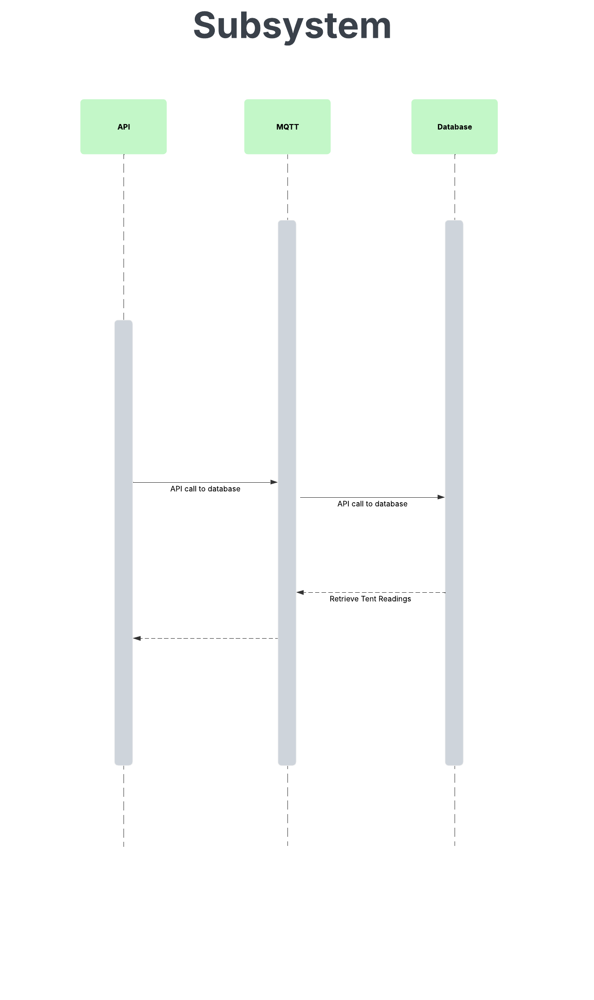 Subsystem
API
MQTT
Database
API call to database
API call to database
Retrieve Tent Readings